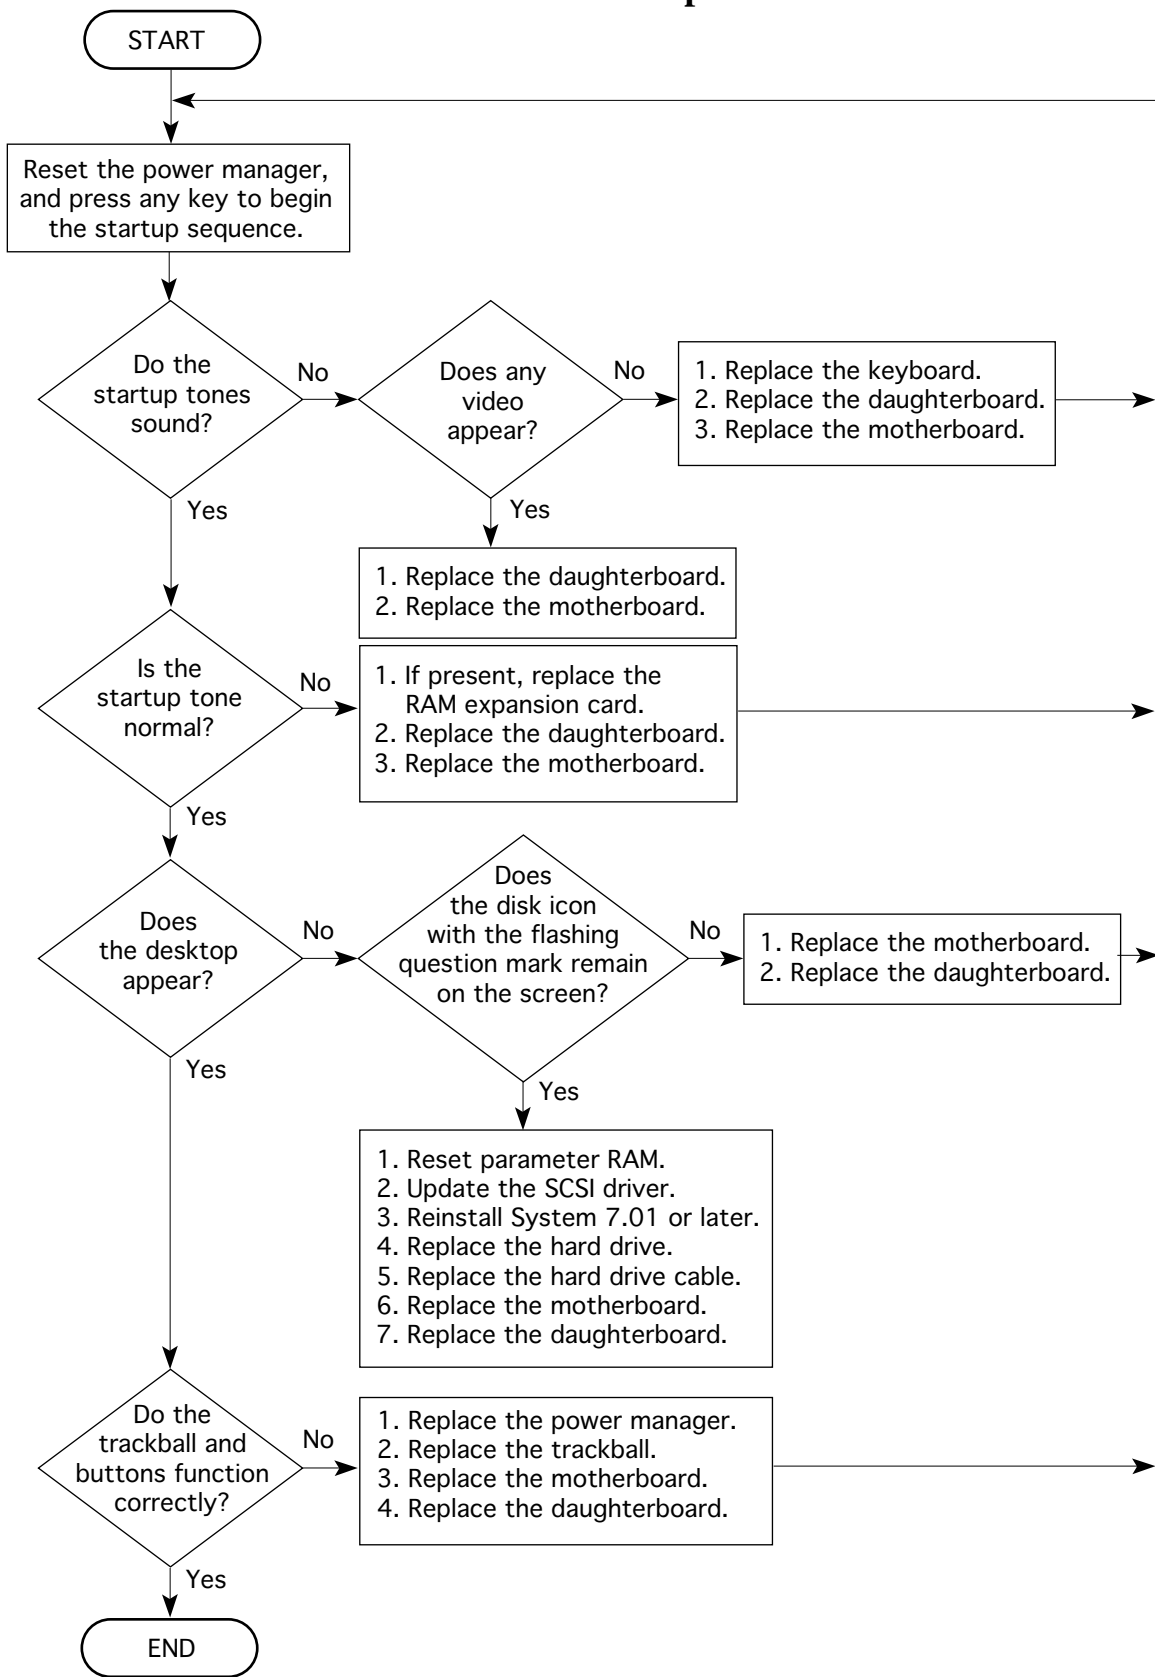 START
Reset the power manager,
and press any key to begin
the startup sequence.
Do the
startup tones
sound?
No
Does any
video
appear?
No
1. Replace the keyboard.
2. Replace the daughterboard.
3. Replace the motherboard.
Yes
Yes
1. Replace the daughterboard.
2. Replace the motherboard.
Is the
startup tone
normal?
No
1. If present, replace the
RAM expansion card.
2. Replace the daughterboard.
3. Replace the motherboard.
Yes
Does
the desktop
appear?
No
Does
the disk icon
with the flashing
question mark remain
on the screen?
No
1. Replace the motherboard.
2. Replace the daughterboard.
Yes
Yes
1. Reset parameter RAM.
2. Update the SCSI driver.
3. Reinstall System 7.01 or later.
4. Replace the hard drive.
5. Replace the hard drive cable.
6. Replace the motherboard.
7. Replace the daughterboard.
Do the
trackball and
buttons function
correctly?
No
1. Replace the power manager.
2. Replace the trackball.
3. Replace the motherboard.
4. Replace the daughterboard.
Yes
END